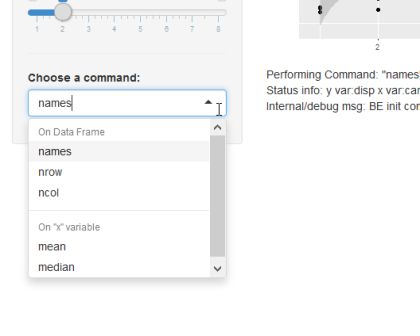 1 2 3 4 5 6 7 8
Choose a command:
names
On Data Frame
names
nrow
ncol
On "x" variable
mean
median
2
Performing Command: "names
Status info: y var:disp x var:car
Internal/debug msg: BE init con